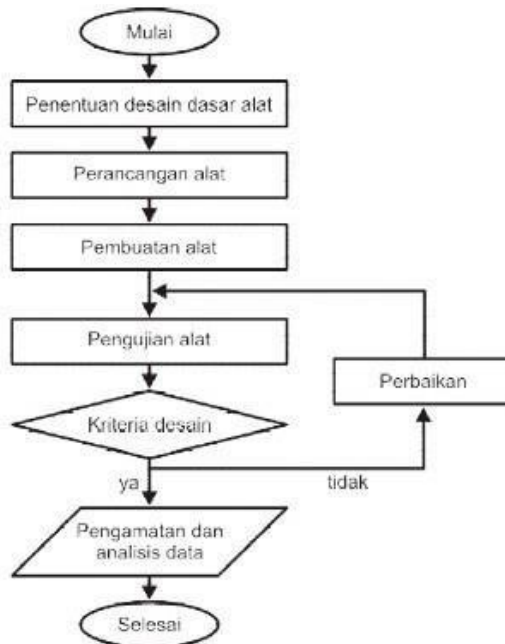 Mulai
Penentuan desain dasar alat
Perancangan alat
Pembuatan alat
Pengujian alat
Perbaikan
Kriteria desain
ya
tidak
Pengamatan dan
analisis data
Selesai